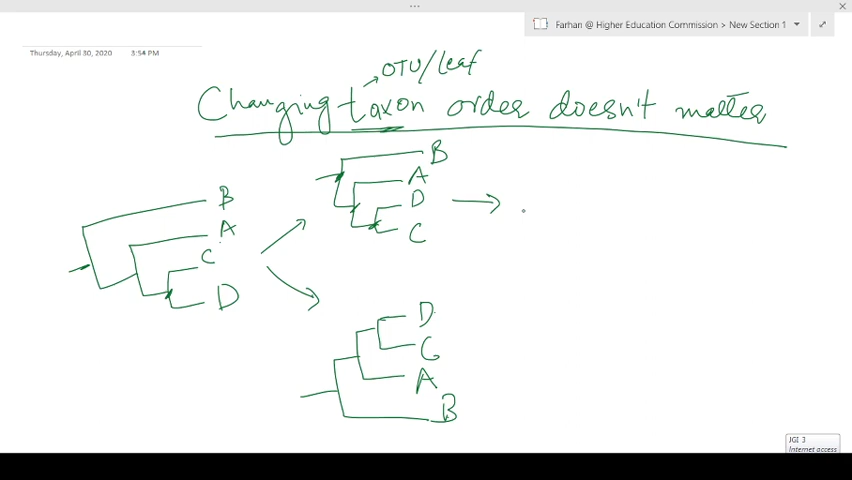 Farhan @ Higher Education Commission > New Section 1
Thursday, April 30, 2020 3:54 PM
OTU/leaf
Changing taxon order doesn't matter
B
A
D
C
B
A
C
D
D
C
A
B
JGI 3
Internet access